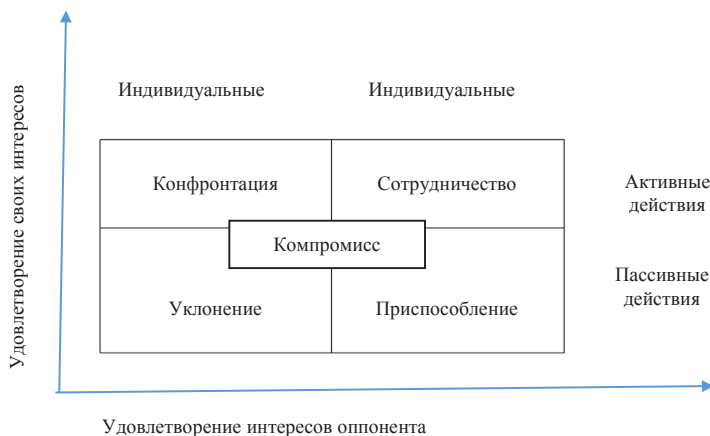 Удовлетворение своих интересов
Индивидуальные
Индивидуальные
Конфронтация
Сотрудничество
Активные
действия
Компромисс
Уклонение
Приспособление
Пассивные
действия
Удовлетворение интересов оппонента